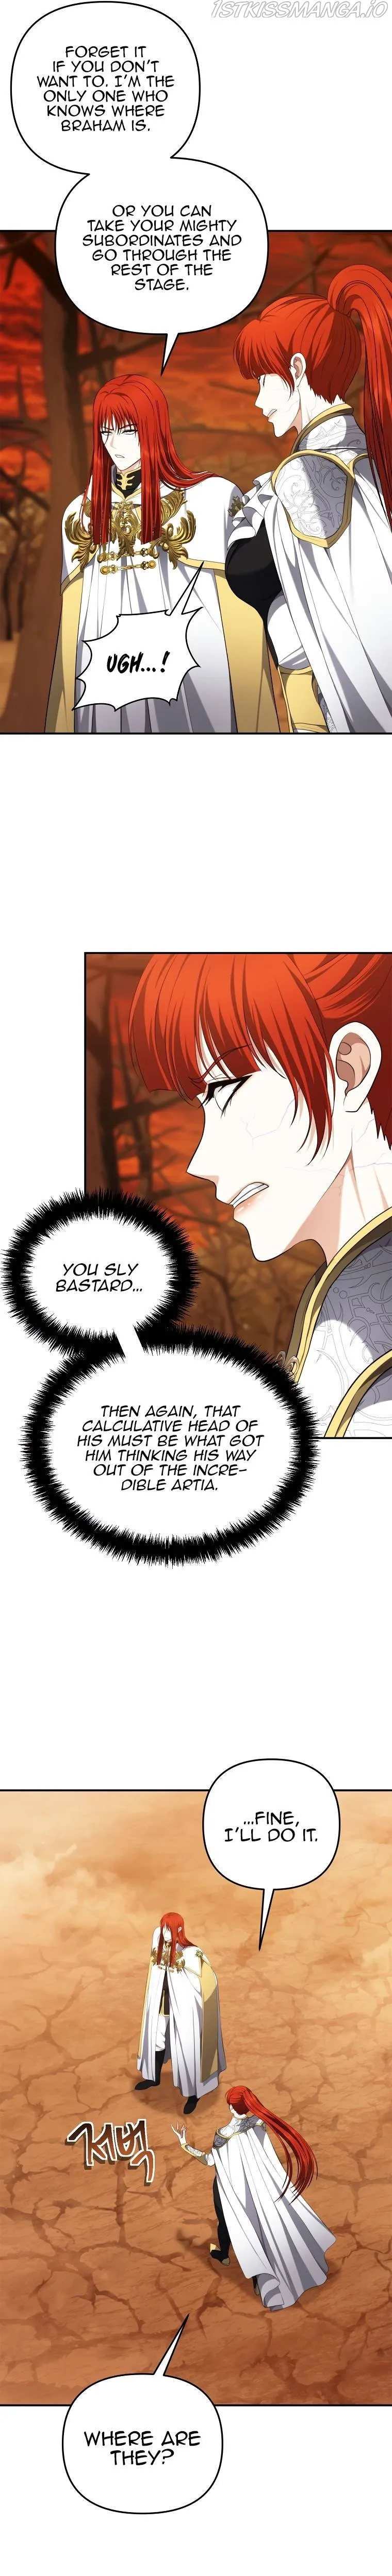 1STKISSMANGA.IO
FORGET IT
IF YOU DON'T
WANT TO. I'M THE
ONLY ONE WHO
KNOWS WHERE
BRAHAM IS.
OR YOU CAN
TAKE YOUR MIGHTY
SUBORDINATES AND
GO THROUGH THE
REST OF THE
STAGE.
UGH...!
YOU SLY
BASTARD...
THEN AGAIN, THAT
CALCULATIVE HEAD OF
HIS MUST BE WHAT GOT
HIM THINKING HIS WAY
OUT OF THE INCRE-
DIBLE ARTIA.
...FINE,
I'LL DO IT.
저벅
WHERE ARE
THEY?